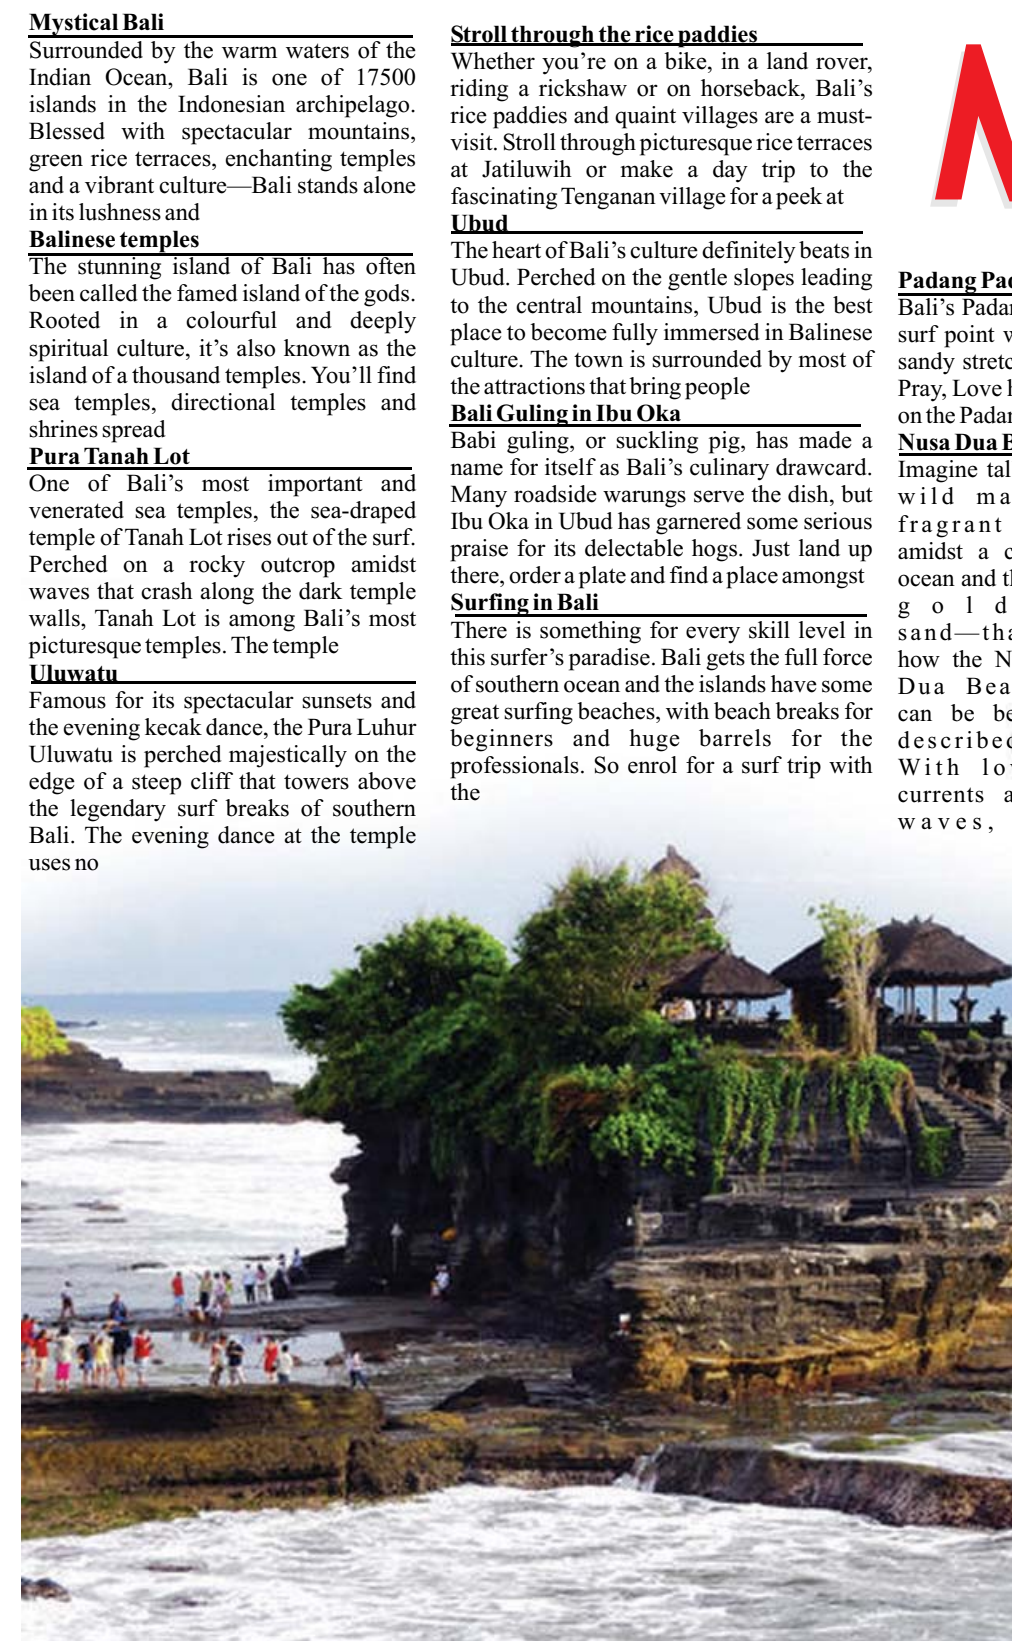 Mystical Bali
Surrounded by the warm waters of the
Indian Ocean, Bali is one of 17500
islands in the Indonesian archipelago.
Blessed with spectacular mountains,
green rice terraces, enchanting temples
and a vibrant culture—Bali stands alone
in its lushness and
Balinese temples
The stunning island of Bali has often
been called the famed island of the gods.
Rooted in a colourful and deeply
spiritual culture, it’s also known as the
island of a thousand temples. You’ll find
sea temples, directional temples and
shrines spread
Pura Tanah Lot
One of Bali’s most important and
venerated sea temples, the sea-draped
temple of Tanah Lot rises out of the surf.
Perched on a rocky outcrop amidst
waves that crash along the dark temple
walls, Tanah Lot is among Bali’s most
picturesque temples. The temple
Uluwatu
Famous for its spectacular sunsets and
the evening kecak dance, the Pura Luhur
Uluwatu is perched majestically on the
edge of a steep cliff that towers above
the legendary surf breaks of southern
Bali. The evening dance at the temple
uses no
Stroll through the rice paddies
Whether you’re on a bike, in a land rover,
riding a rickshaw or on horseback, Bali’s
rice paddies and quaint villages are a must-
visit. Stroll through picturesque rice terraces
at Jatiluwih or make a day trip to the
fascinating Tenganan village for a peek at
Ubud
The heart of Bali’s culture definitely beats in
Ubud. Perched on the gentle slopes leading
to the central mountains, Ubud is the best
place to become fully immersed in Balinese
culture. The town is surrounded by most of
the attractions that bring people
Bali Guling in Ibu Oka
Babi guling, or suckling pig, has made a
name for itself as Bali’s culinary drawcard.
Many roadside warungs serve the dish, but
Ibu Oka in Ubud has garnered some serious
praise for its delectable hogs. Just land up
there, order a plate and find a place amongst
Surfing in Bali
There is something for every skill level in
this surfer’s paradise. Bali gets the full force
of southern ocean and the islands have some
great surfing beaches, with beach breaks for
beginners and huge barrels for the
professionals. So enrol for a surf trip with
the
Padang
Bali’s
surf point
sandy
Pray, Love
on the
Nusa Dua
Imagine
wild
fragrant
amidst a
ocean and
gold
sand—
how the
Dua
can be
described
With
currents
waves,